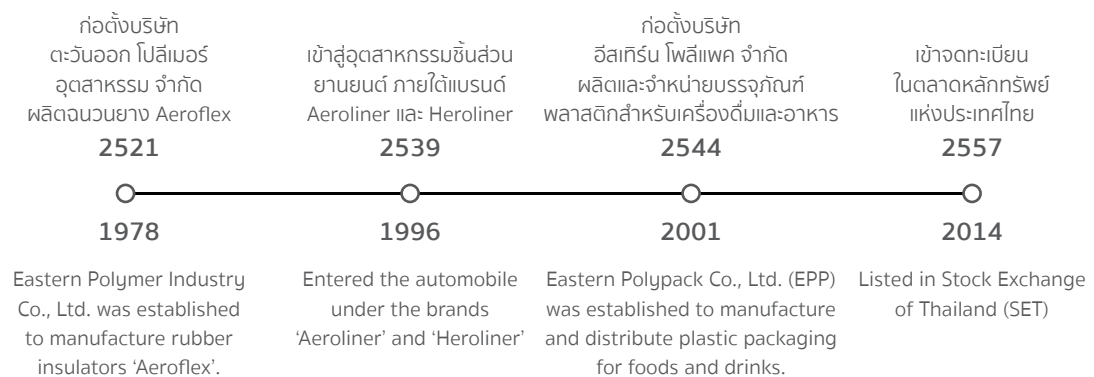 ก่อตั้งบริษัท
ตะวันออก โปลีเมอร์
อุตสาหรรม จำกัด
ผลิตฉนวนยาง Aeroflex
2521
1978
Eastern Polymer Industry
Co., Ltd. was established
to manufacture rubber
insulators ‘Aeroflex’.
เข้าสู่อุตสาหกรรมชิ้นส่วน
ยานยนต์ ภายใต้แบรนด์
Aeroliner และ Heroliner
2539
1996
Entered the automobile
under the brands
‘Aeroliner’ and ‘Heroliner’
ก่อตั้งบริษัท
อีสเทิร์น โพลีแพค จำกัด
ผลิตและจำหน่ายบรรจุภัณฑ์
พลาสติกสำหรับเครื่องดื่มและอาหาร
2544
2001
Eastern Polypack Co., Ltd. (EPP)
was established to manufacture
and distribute plastic packaging
for foods and drinks.
เข้าจดทะเบียน
ในตลาดหลักทรัพย์
แห่งประเทศไทย
2557
2014
Listed in Stock Exchange
of Thailand (SET)